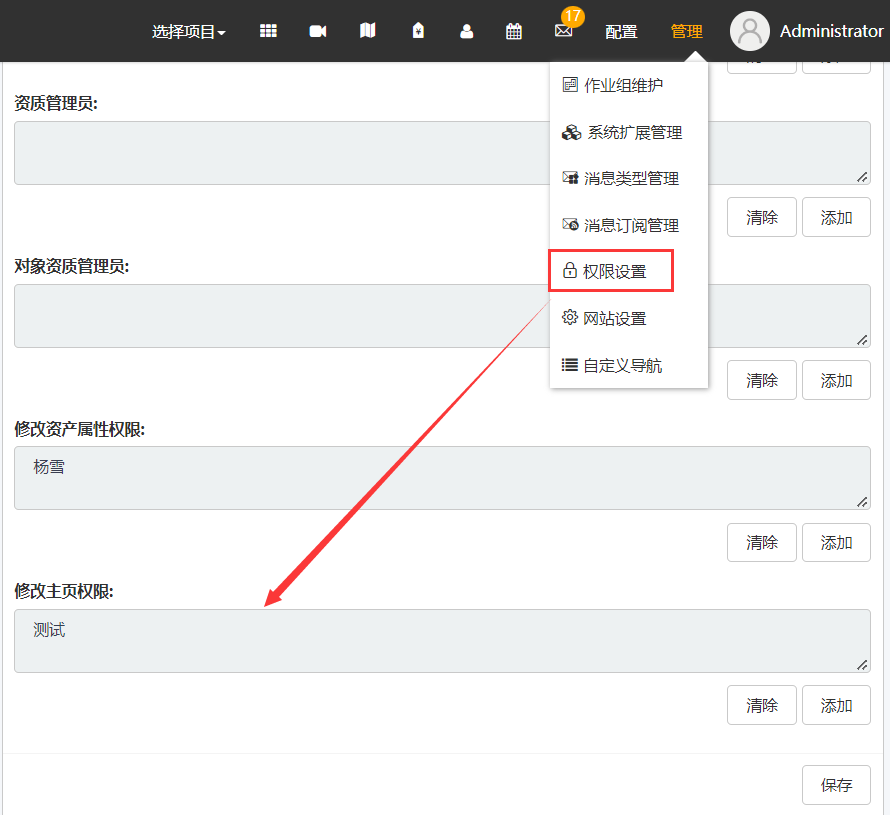 选择项目
17
配置
管理
Administrator
作业组维护
系统扩展管理
消息类型管理
消息订阅管理
权限设置
网站设置
自定义导航
资质管理员:
清除
添加
对象资质管理员:
清除
添加
修改资产属性权限:
杨雪
清除
添加
修改主页权限:
测试
清除
添加
保存